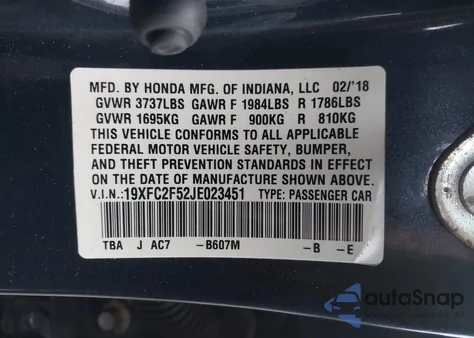 MFD. BY HONDA MFG. OF INDIANA, LLC 02/'18
GVWR 3737LBS GAWR F 1984LBS R 1786LBS
GVWR 1695KG GAWR F 900KG R 810KG
THIS VEHICLE CONFORMS TO ALL APPLICABLE
FEDERAL MOTOR VEHICLE SAFETY, BUMPER,
AND THEFT PREVENTION STANDARDS IN EFFECT
ON THE DATE OF MANUFACTURE SHOWN ABOVE.
V.I.N.:19XFC2F52JE023451 TYPE: PASSENGER CAR
TBA J AC7 -B607M -B -E
autoSnap